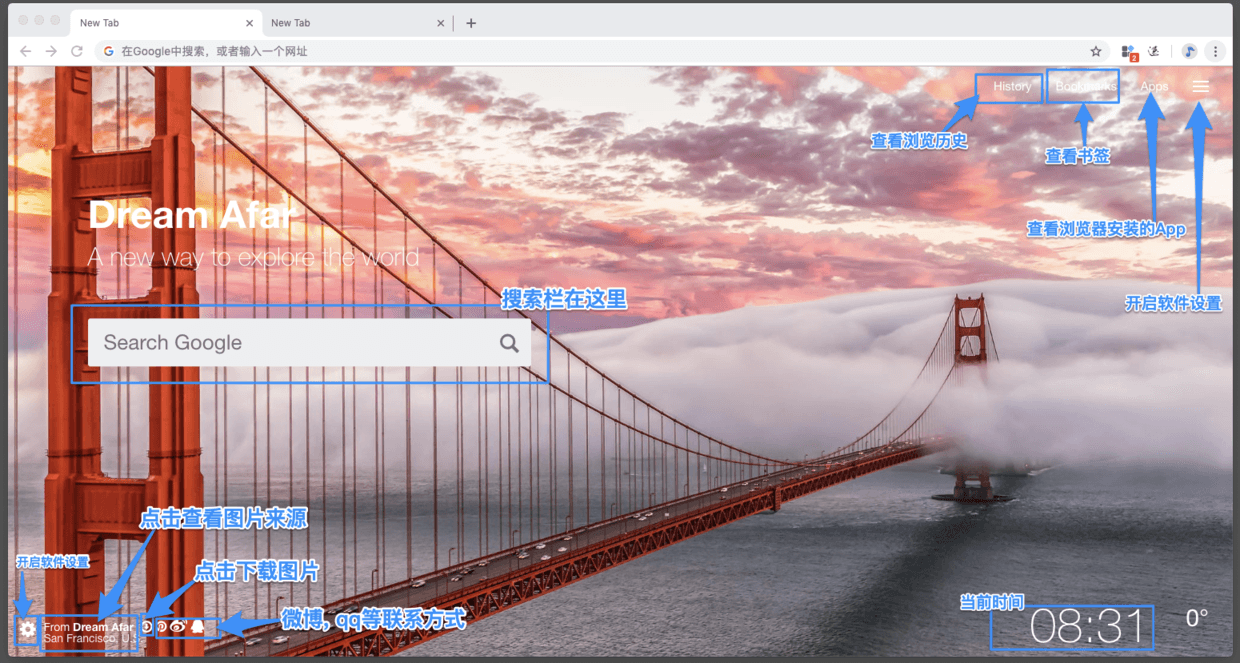 New Tab
New Tab
在Google中搜索，或者输入一个网址
2
History
Bookmarks
Apps
查看浏览历史
查看书签
查看浏览器安装的App
开启软件设置
Dream Afar
A new way to explore the world
搜索栏在这里
Search Google
点击查看图片来源
开启软件设置
点击下载图片
微博, qq等联系方式
From Dream Afar
San Francisco, U.S
当前时间
08:31
0°